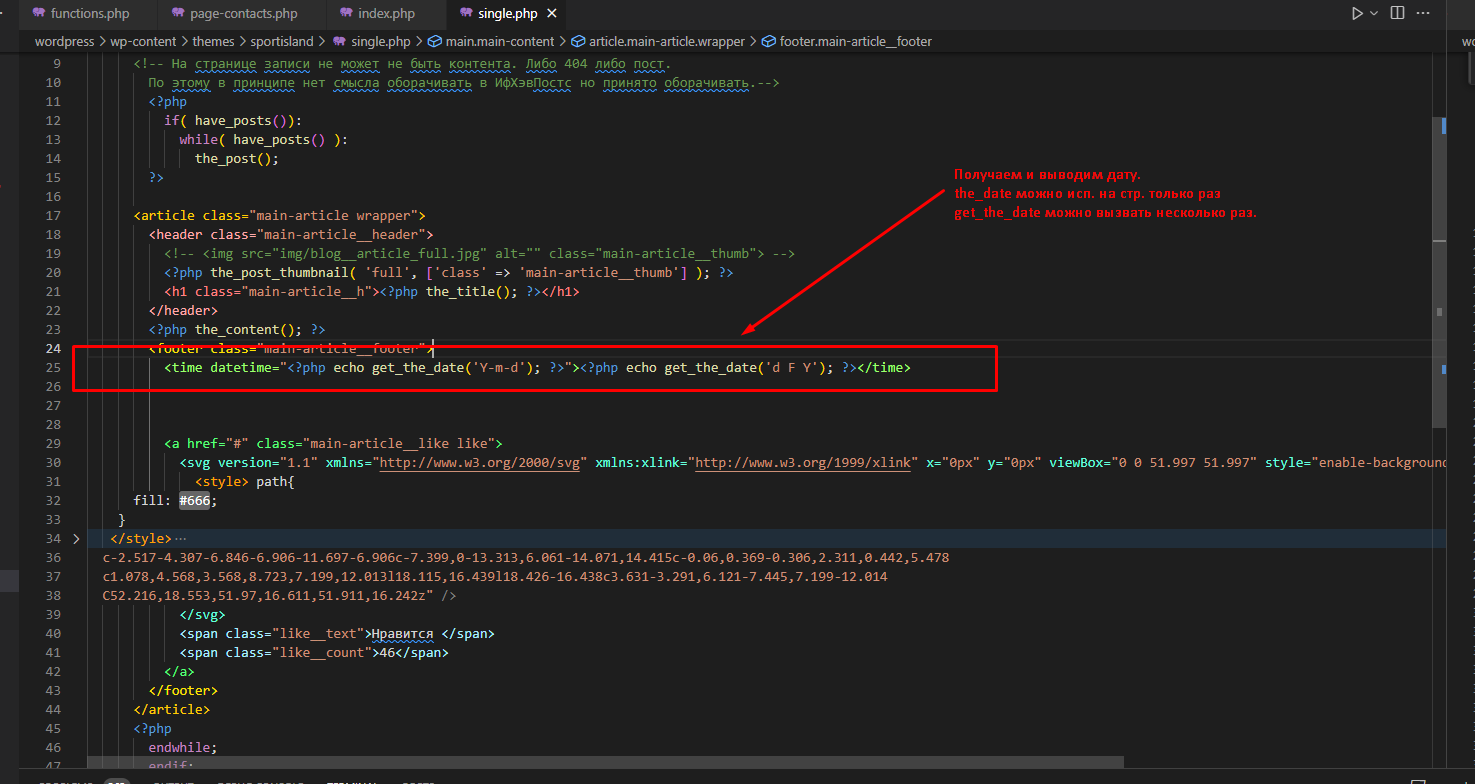 functions.php page-contacts.php index.php single.php
wordpress > wp-content > themes > sportisland > single.php > main.main-content > article.main-article.wrapper > footer.main-article__footer
9 <!-- На странице записи не может не быть контента. Либо 404 либо пост.
10 По этому в принципе нет смысла оборачивать в ИфХэвПостс но принято оборачивать.-->
11 <?php
12 if( have_posts()):
13 while( have_posts() ):
14 the_post();
15 ?>
16
Получаем и выводим дату.
the_date можно исп. на стр. только раз
get_the_date можно вызвать несколько раз.
17 <article class="main-article wrapper">
18 <header class="main-article__header">
19 <!-- <img src="img/blog__article_full.jpg" alt="" class="main-article__thumb"> -->
20 <?php the_post_thumbnail( 'full', ['class' => 'main-article__thumb'] ); ?>
21 <h1 class="main-article__h"><?php the_title(); ?></h1>
22 </header>
23 <?php the_content(); ?>
24 <footer class="main-article__footer">
25 <time datetime="<?php echo get_the_date('Y-m-d'); ?>"><?php echo get_the_date('d F Y'); ?></time>
26
27
28
29 <a href="#" class="main-article__like like">
30 <svg version="1.1" xmlns="http://www.w3.org/2000/svg" xmlns:xlink="http://www.w3.org/1999/xlink" x="0px" y="0px" viewBox="0 0 51.997 51.997" style="enable-background
31 <style> path{
32 fill: #666;
33 }
34 </style>
36 c-2.517-4.307-6.846-6.906-11.697-6.906c-7.399,0-13.313,6.061-14.071,14.415c-0.06,0.369-0.306,2.311,0.442,5.478
37 c1.078,4.568,3.568,8.723,7.199,12.013l18.115,16.439l18.426-16.438c3.631-3.291,6.121-7.445,7.199-12.014
38 C52.216,18.553,51.97,16.611,51.911,16.242z" />
39 </svg>
40 <span class="like__text">Нравится </span>
41 <span class="like__count">46</span>
42 </a>
43 </footer>
44 </article>
45 <?php
46 endwhile;
47 endif;